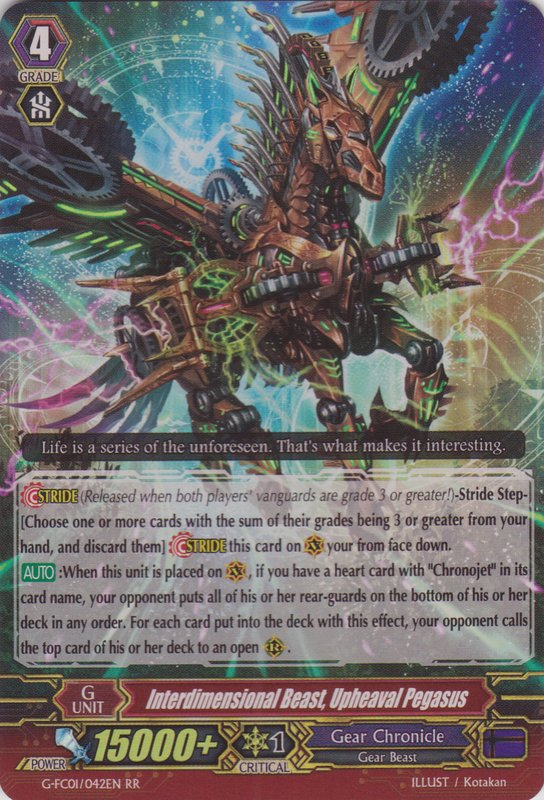 4
GRADE
Life is a series of the unforeseen. That's what makes it interesting.
STRIDE (Released when both players' vanguards are grade 3 or greater!)-Stride Step-
[Choose one or more cards with the sum of their grades being 3 or greater from your
hand, and discard them] STRIDE this card on V your from face down.
AUTO :When this unit is placed on V, if you have a heart card with "Chronojet" in its
card name, your opponent puts all of his or her rear-guards on the bottom of his or her
deck in any order. For each card put into the deck with this effect, your opponent calls
the top card of his or her deck to an open R .
G
UNIT
Interdimensional Beast, Upheaval Pegasus
POWER
15000+
1
CRITICAL
Gear Chronicle
Gear Beast
G-FC01/042EN RR
ILLUST / Kotakan